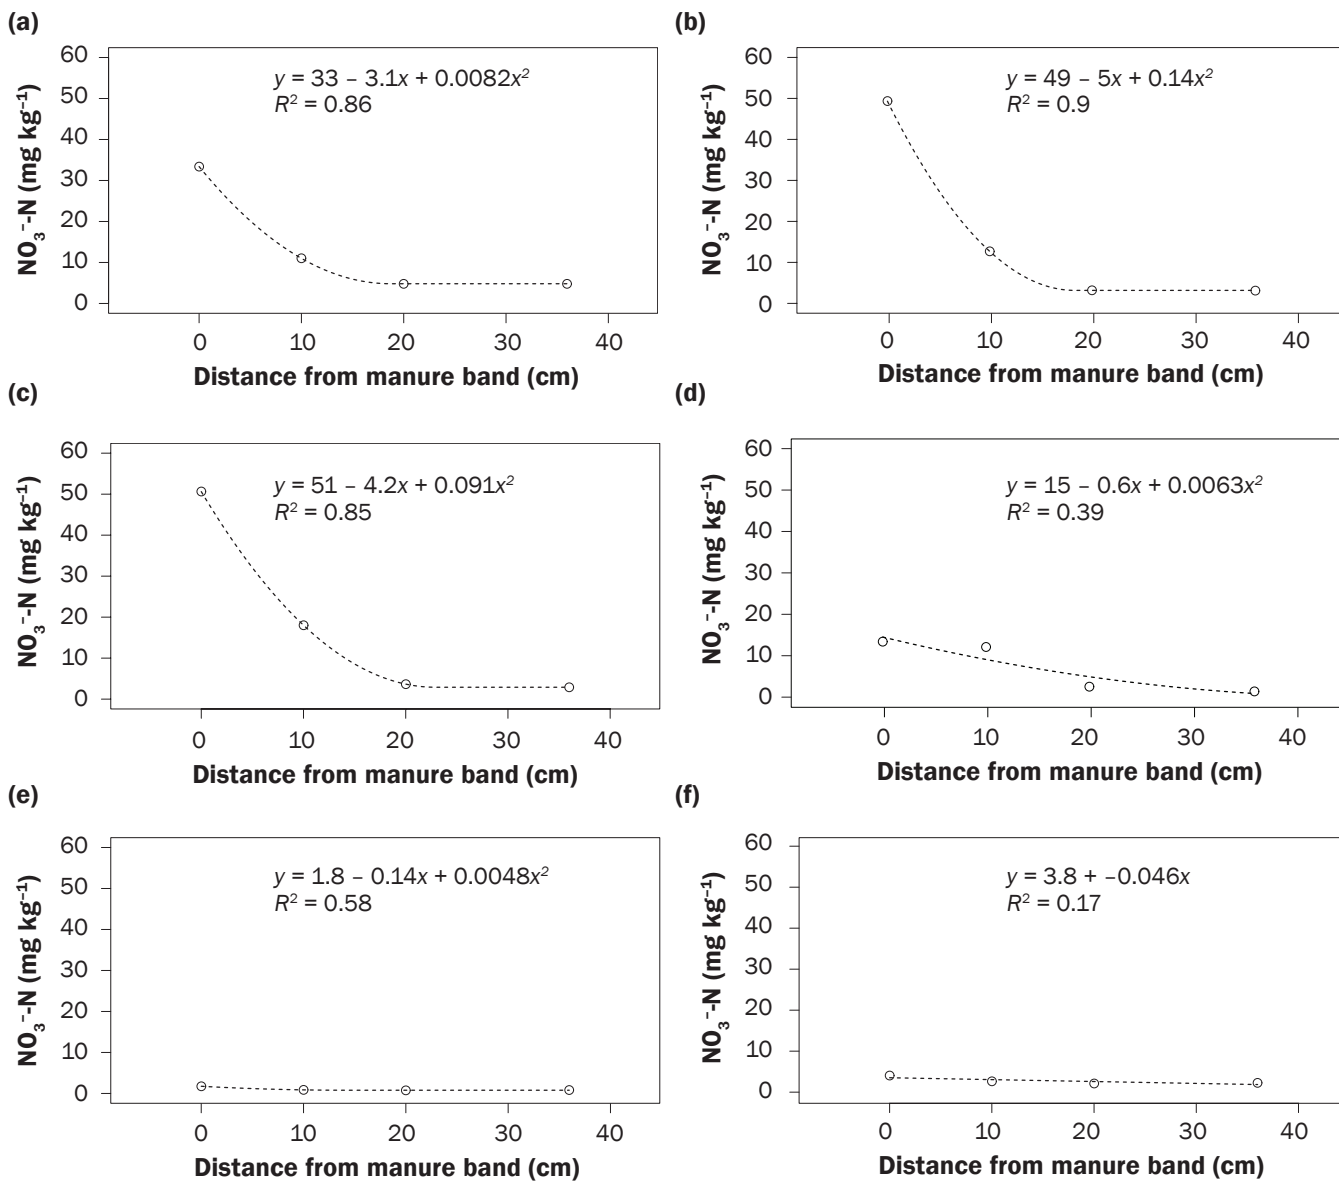 (a)
60
50
40
30
20
10
0
NO₃⁻-N (mg kg⁻¹)
y = 33 – 3.1x + 0.0082x²
R² = 0.86
0 10 20 30 40
Distance from manure band (cm)
(b)
60
50
40
30
20
10
0
NO₃⁻-N (mg kg⁻¹)
y = 49 – 5x + 0.14x²
R² = 0.9
0 10 20 30 40
Distance from manure band (cm)
(c)
60
50
40
30
20
10
0
NO₃⁻-N (mg kg⁻¹)
y = 51 – 4.2x + 0.091x²
R² = 0.85
0 10 20 30 40
Distance from manure band (cm)
(d)
60
50
40
30
20
10
0
NO₃⁻-N (mg kg⁻¹)
y = 15 – 0.6x + 0.0063x²
R² = 0.39
0 10 20 30 40
Distance from manure band (cm)
(e)
60
50
40
30
20
10
0
NO₃⁻-N (mg kg⁻¹)
y = 1.8 – 0.14x + 0.0048x²
R² = 0.58
0 10 20 30 40
Distance from manure band (cm)
(f)
60
50
40
30
20
10
0
NO₃⁻-N (mg kg⁻¹)
y = 3.8 + –0.046x
R² = 0.17
0 10 20 30 40
Distance from manure band (cm)